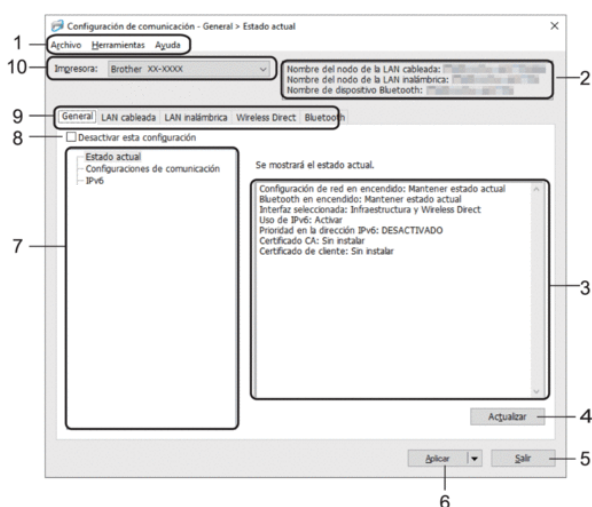 Configuración de comunicación - General > Estado actual
1
Archivo Herramientas Ayuda
10
Impresora: Brother XX-XXXX
Nombre del nodo de la LAN cableada:
Nombre del nodo de la LAN inalámbrica:
Nombre de dispositivo Bluetooth:
2
9
General LAN cableada LAN inalámbrica Wireless Direct Bluetooth
8
Desactivar esta configuración
Estado actual
Configuraciones de comunicación
IPv6
7
Se mostrará el estado actual.
Configuración de red en encendido: Mantener estado actual
Bluetooth en encendido: Mantener estado actual
Interfaz seleccionada: Infraestructura y Wireless Direct
Uso de IPv6: Activar
Prioridad en la dirección IPv6: DESACTIVADO
Certificado CA: Sin instalar
Certificado de cliente: Sin instalar
3
Actualizar
4
Aplicar
Salir
5
6